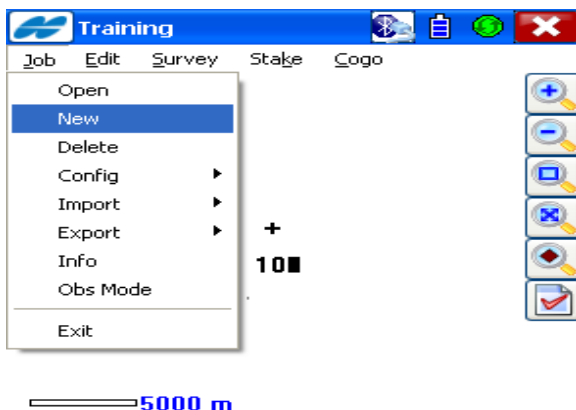 Training
Job Edit Survey Stake Cogo
Open
New
Delete
Config
Import
Export
Info
Obs Mode
Exit
10
5000 m